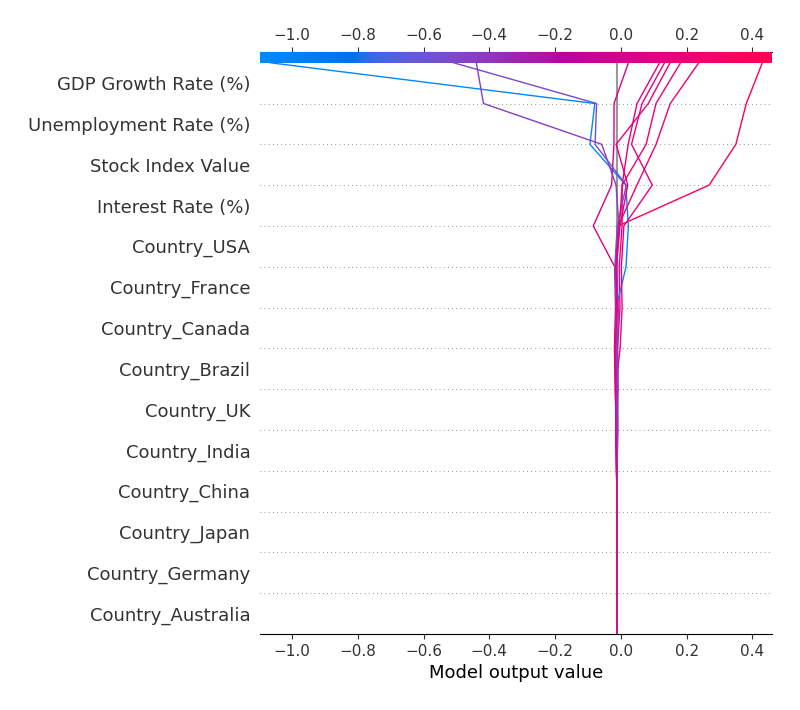 −1.0 −0.8 −0.6 −0.4 −0.2 0.0 0.2 0.4
GDP Growth Rate (%)
Unemployment Rate (%)
Stock Index Value
Interest Rate (%)
Country_USA
Country_France
Country_Canada
Country_Brazil
Country_UK
Country_India
Country_China
Country_Japan
Country_Germany
Country_Australia
−1.0 −0.8 −0.6 −0.4 −0.2 0.0 0.2 0.4
Model output value